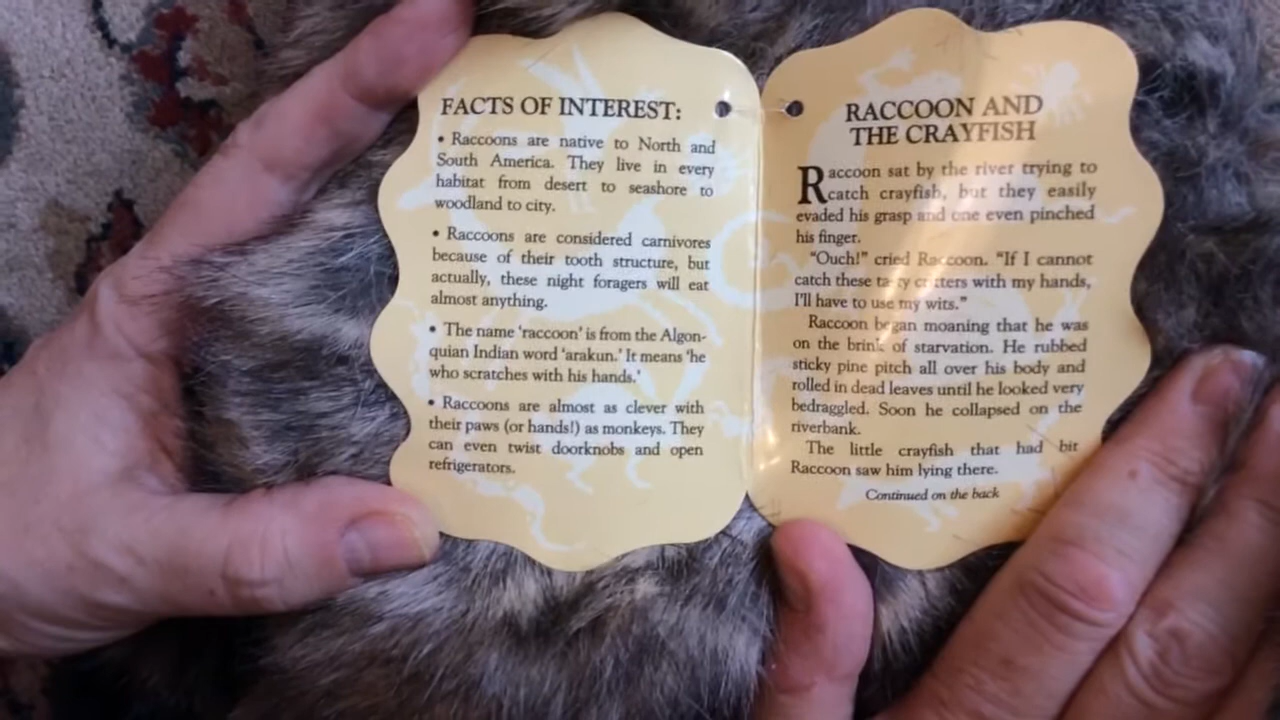 FACTS OF INTEREST:
• Raccoons are native to North and
South America. They live in every
habitat from desert to seashore to
woodland to city.
• Raccoons are considered carnivores
because of their tooth structure, but
actually, these night foragers will eat
almost anything.
• The name 'raccoon' is from the Algon-
quian Indian word 'arakun.' It means 'he
who scratches with his hands.'
• Raccoons are almost as clever with
their paws (or hands!) as monkeys. They
can even twist doorknobs and open
refrigerators.
RACCOON AND
THE CRAYFISH
Raccoon sat by the river trying to
catch crayfish, but they easily
evaded his grasp and one even pinched
his finger.
"Ouch!" cried Raccoon. "If I cannot
catch these tasty critters with my hands,
I'll have to use my wits."
Raccoon began moaning that he was
on the brink of starvation. He rubbed
sticky pine pitch all over his body and
rolled in dead leaves until he looked very
bedraggled. Soon he collapsed on the
riverbank.
The little crayfish that had bit
Raccoon saw him lying there.
Continued on the back